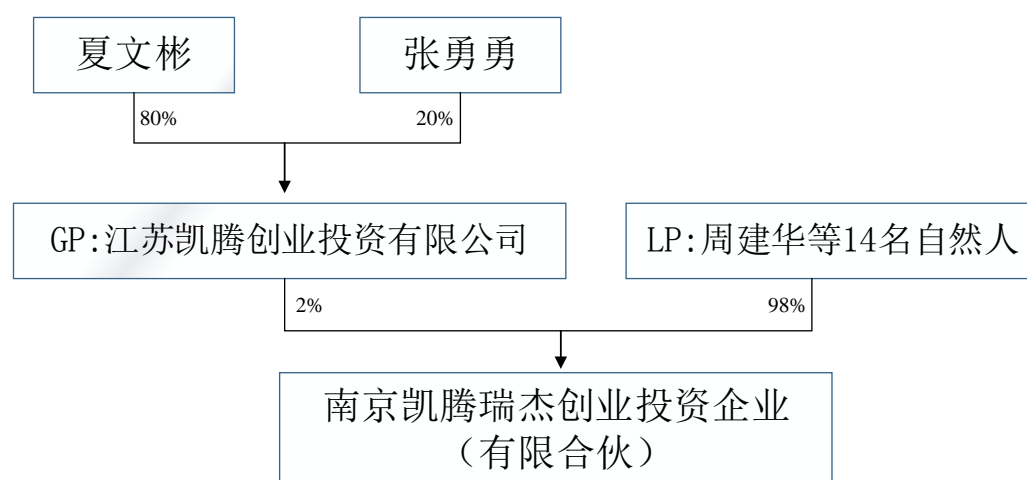 夏文彬
张勇勇
80%
20%
GP:江苏凯腾创业投资有限公司
LP:周建华等14名自然人
2%
98%
南京凯腾瑞杰创业投资企业
（有限合伙）